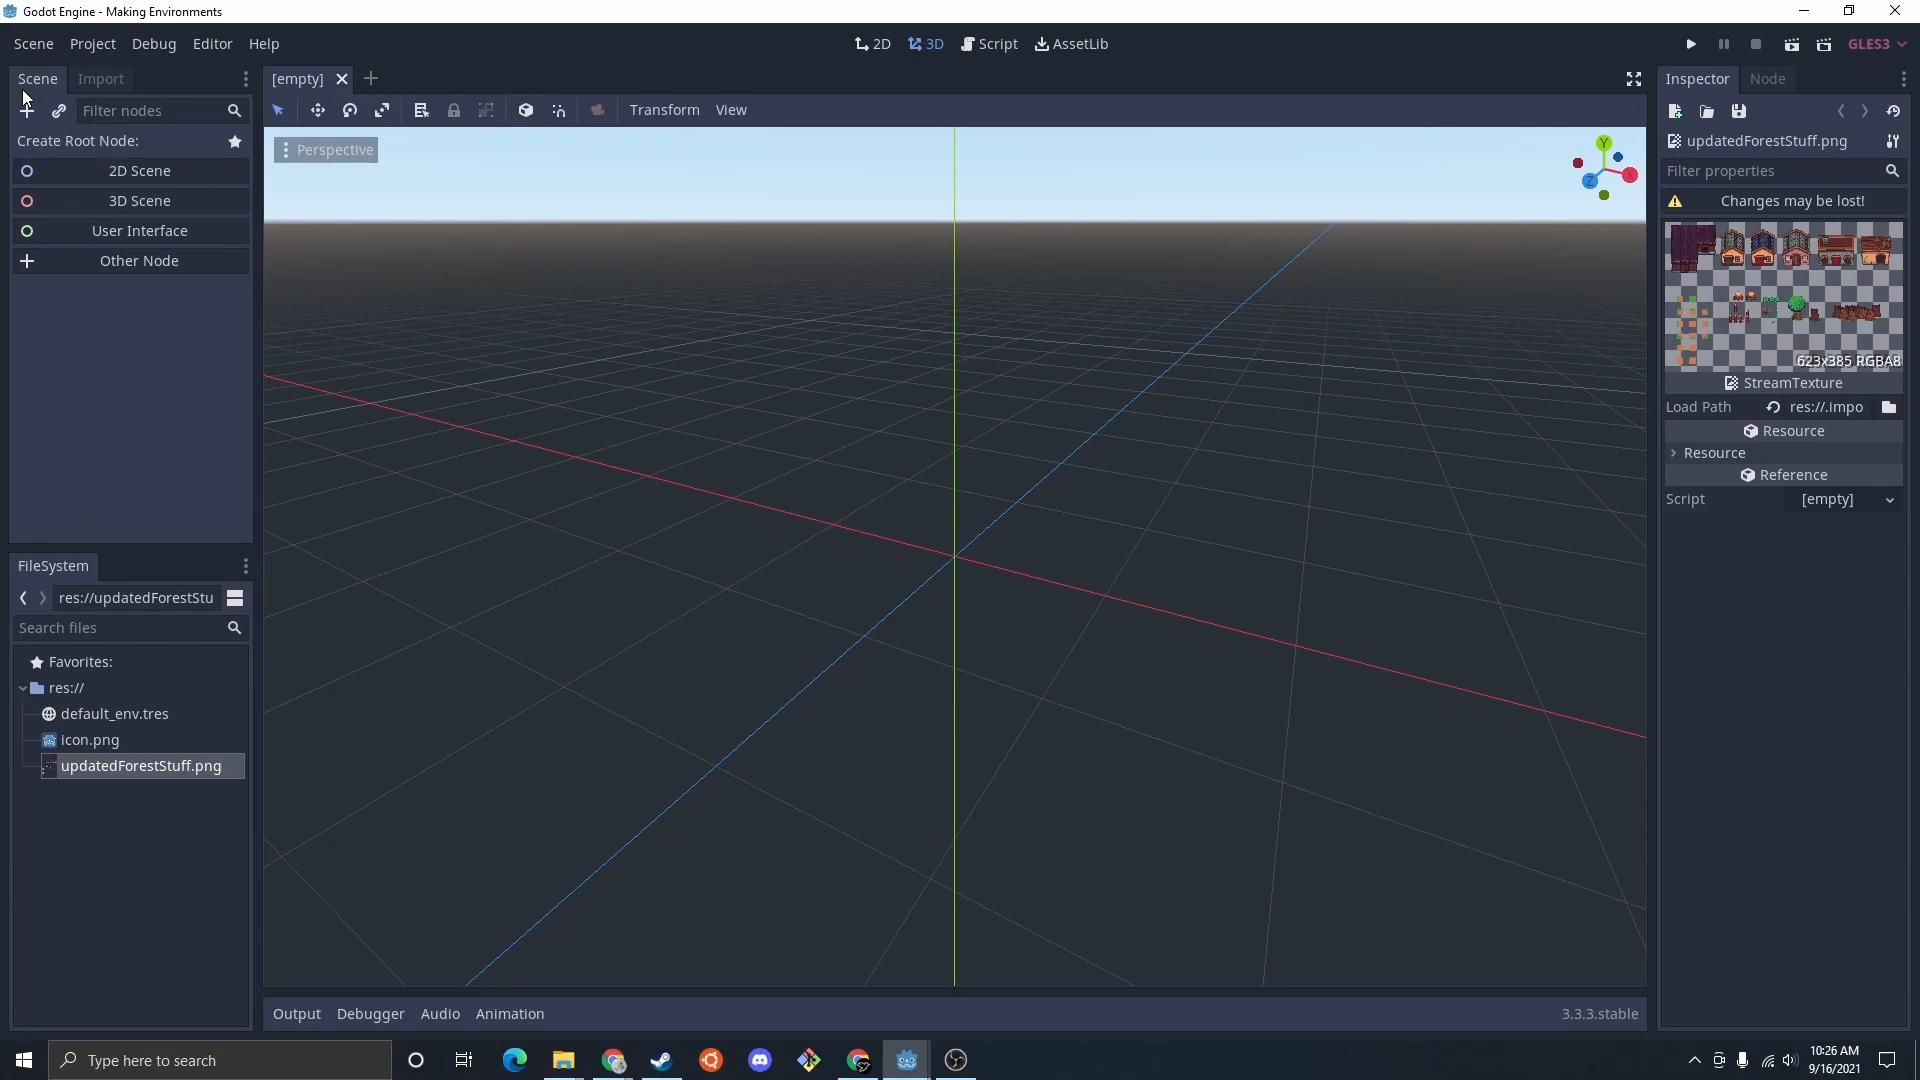 Godot Engine - Making Environments
Scene Project Debug Editor Help
2D 3D Script AssetLib
GLES3
Scene Import
Filter nodes
Create Root Node:
2D Scene
3D Scene
User Interface
Other Node
[empty]
Transform View
Perspective
Y
X
Z
FileSystem
res://updatedForestStu
Search files
Favorites:
res://
default_env.tres
icon.png
updatedForestStuff.png
Output Debugger Audio Animation
3.3.3.stable
Inspector Node
updatedForestStuff.png
Filter properties
Changes may be lost!
623x385 RGBA8
StreamTexture
Load Path res://.impo
Resource
Resource
Reference
Script [empty]
Type here to search
10:26 AM
9/16/2021